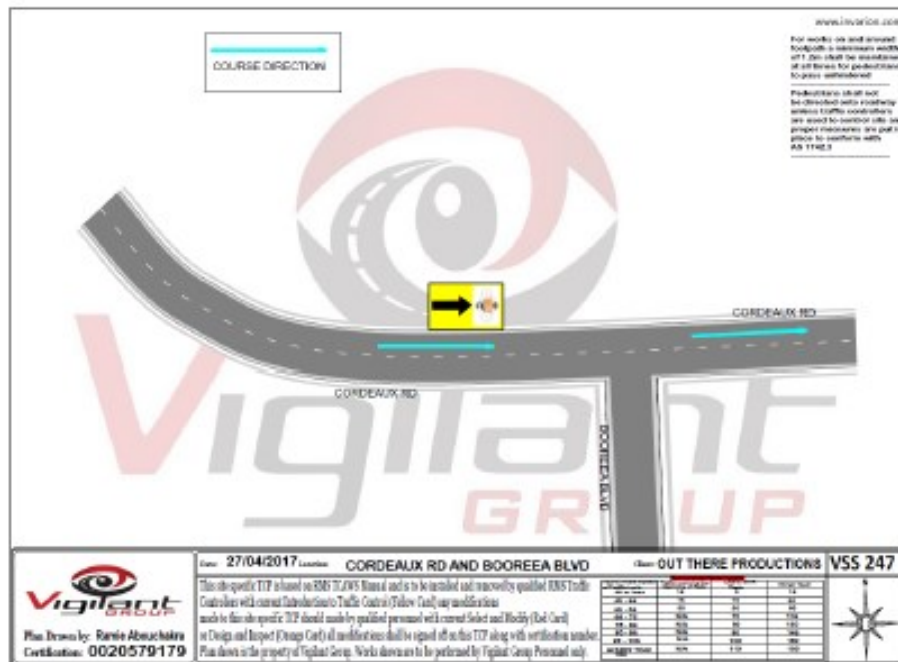 www.invarion.com
For works on and around
footpath a minimum width
of 1.2m shall be maintained
at all times for pedestrians
to pass unhindered
Pedestrians shall not
be directed onto roadway
unless traffic controllers
are used to control site and
proper measures are put in
place to conform with
AS 1742.3
COURSE DIRECTION
CORDEAUX RD
CORDEAUX RD
BOOREEA BLVD
Vigilant
GROUP
Vigilant
GROUP
Plan Drawn by: Ramie Abouchakra
Certification: 0020579179
Date: 27/04/2017 Location: CORDEAUX RD AND BOOREEA BLVD Client: OUT THERE PRODUCTIONS VSS 247
This site specific TCP is based on RMS TCAWS Manual and is to be installed and removed by qualified RMS Traffic
Controllers with current Introduction to Traffic Control (Yellow Card) any modifications
made to this site specific TCP should made by qualified personnel with current Select and Modify (Red Card)
or Design and Inspect (Orange Card) all modifications shall be signed off on this TCP along with certification number.
Plan shown is the property of Vigilant Group. Works shown are to be performed by Vigilant Group Personnel only.